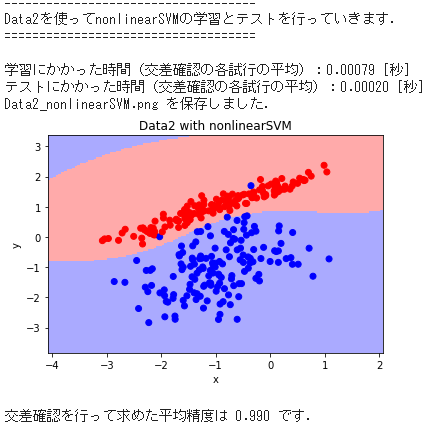 ====================================
Data2を使ってnonlinearSVMの学習とテストを行っていきます.
====================================
学習にかかった時間 (交差確認の各試行の平均) : 0.00079 [秒]
テストにかかった時間 (交差確認の各試行の平均) : 0.00020 [秒]
Data2_nonlinearSVM.png を保存しました.
Data2 with nonlinearSVM
3
2
1
0
−1
−2
−3
y
−4 −3 −2 −1 0 1 2
x
交差確認を行って求めた平均精度は 0.990 です.